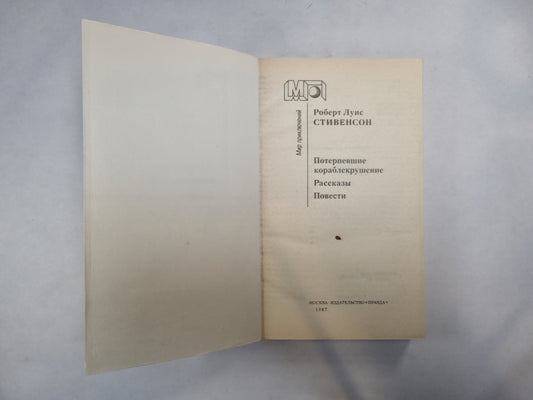 МП
Мир приключений
Роберт Луис
СТИВЕНСОН
Потерпевшие
кораблекрушение
Рассказы
Повести
МОСКВА · ИЗДАТЕЛЬСТВО «ПРАВДА»
1987